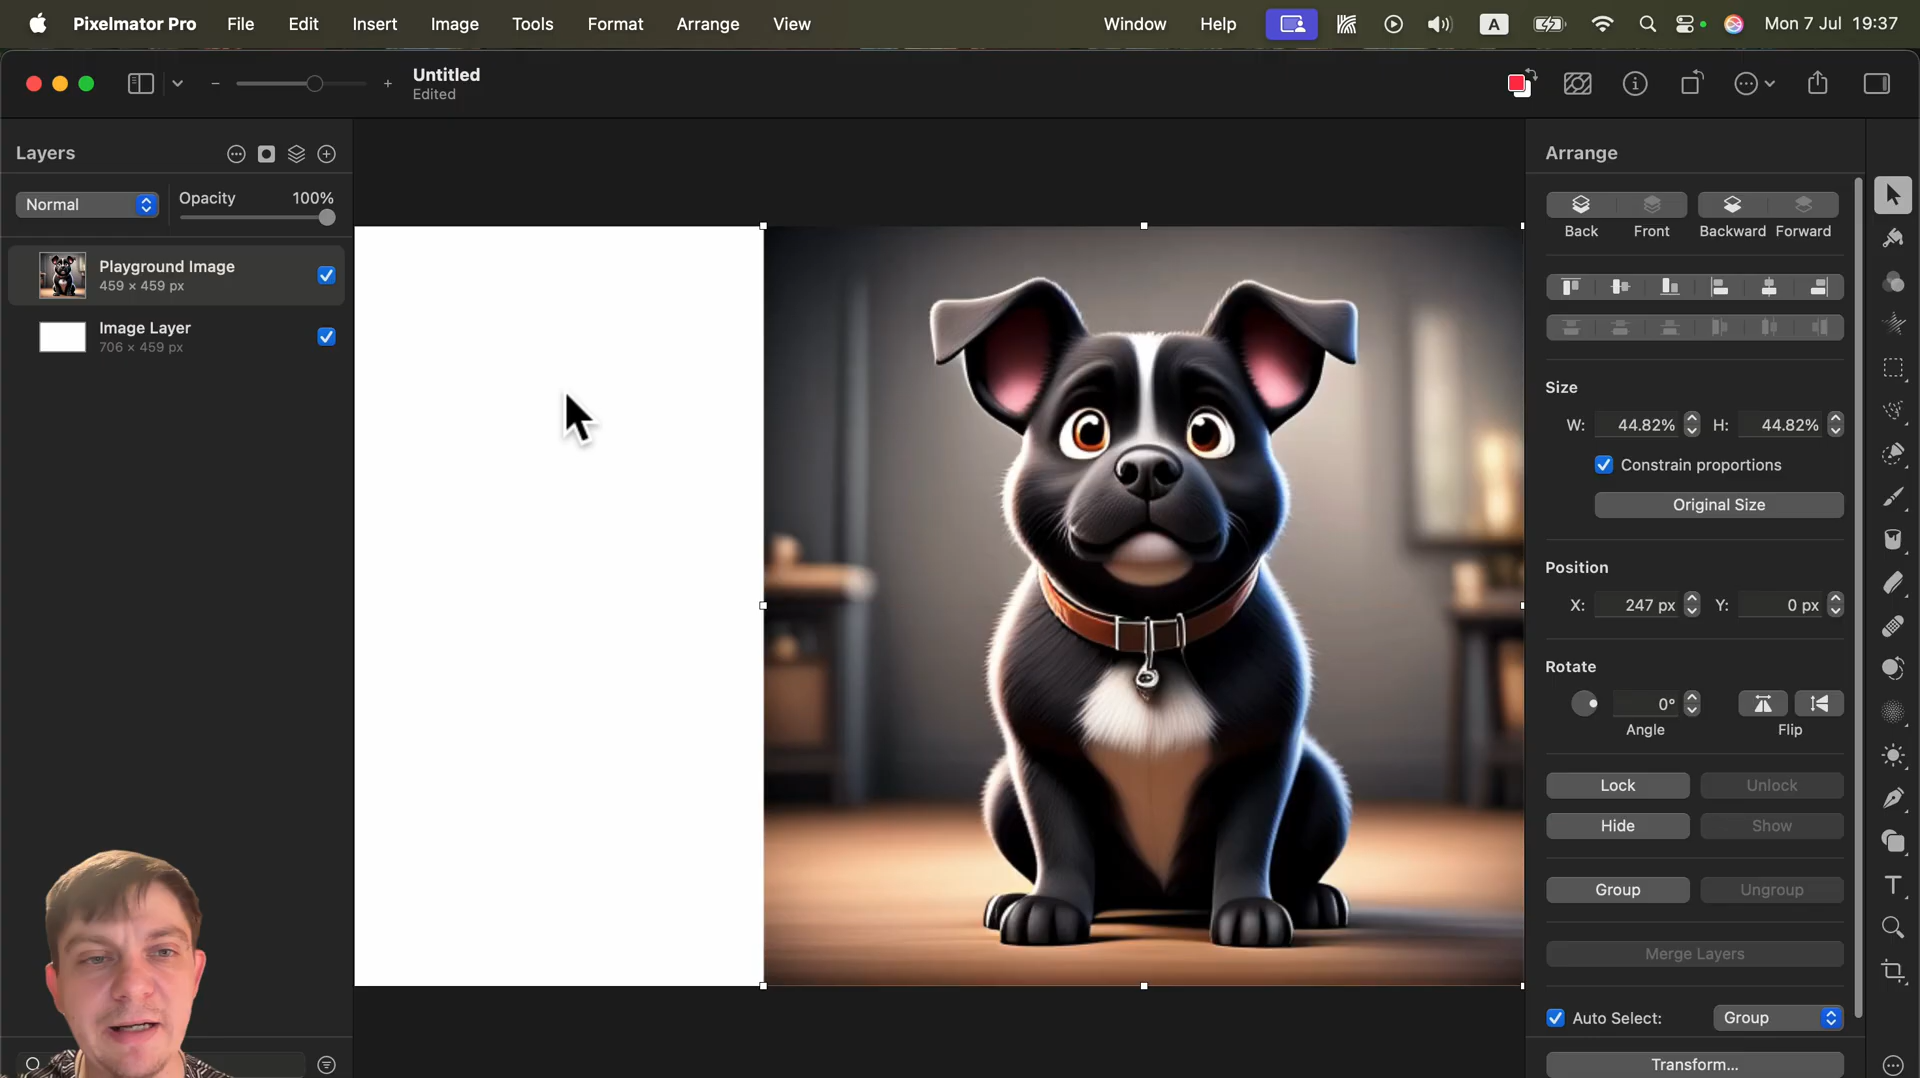 Pixelmator Pro File Edit Insert Image Tools Format Arrange View Window Help A Mon 7 Jul 19:37
Untitled
Edited
Layers
Normal
Opacity 100%
Playground Image
459 × 459 px
Image Layer
706 × 459 px
Arrange
Back Front Backward Forward
Size
W: 44.82% H: 44.82%
Constrain proportions
Original Size
Position
X: 247 px Y: 0 px
Rotate
0°
Angle Flip
Lock Unlock
Hide Show
Group Ungroup
Merge Layers
Auto Select: Group
Transform...